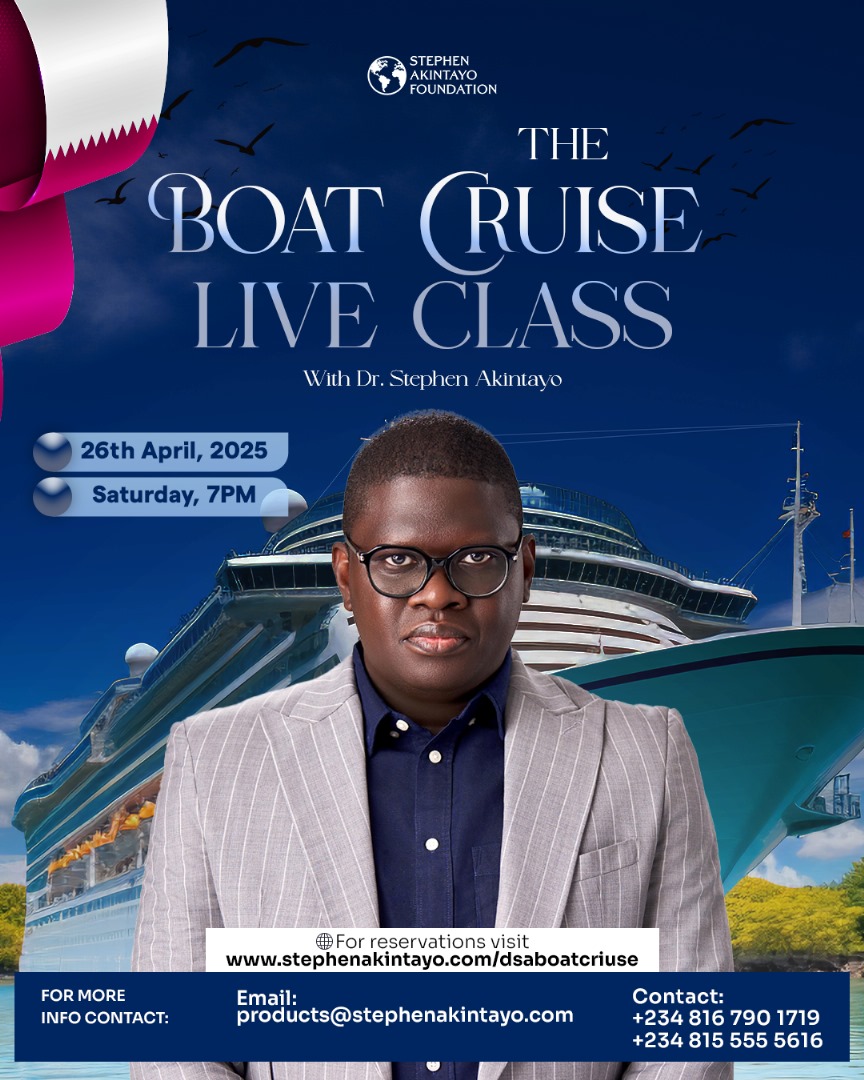 STEPHEN
AKINTAYO
FOUNDATION
THE
BOAT CRUISE
LIVE CLASS
With Dr. Stephen Akintayo
26th April, 2025
Saturday, 7PM
For reservations visit
www.stephenakintayo.com/dsaboatcriuse
FOR MORE
INFO CONTACT:
Email:
products@stephenakintayo.com
Contact:
+234 816 790 1719
+234 815 555 5616